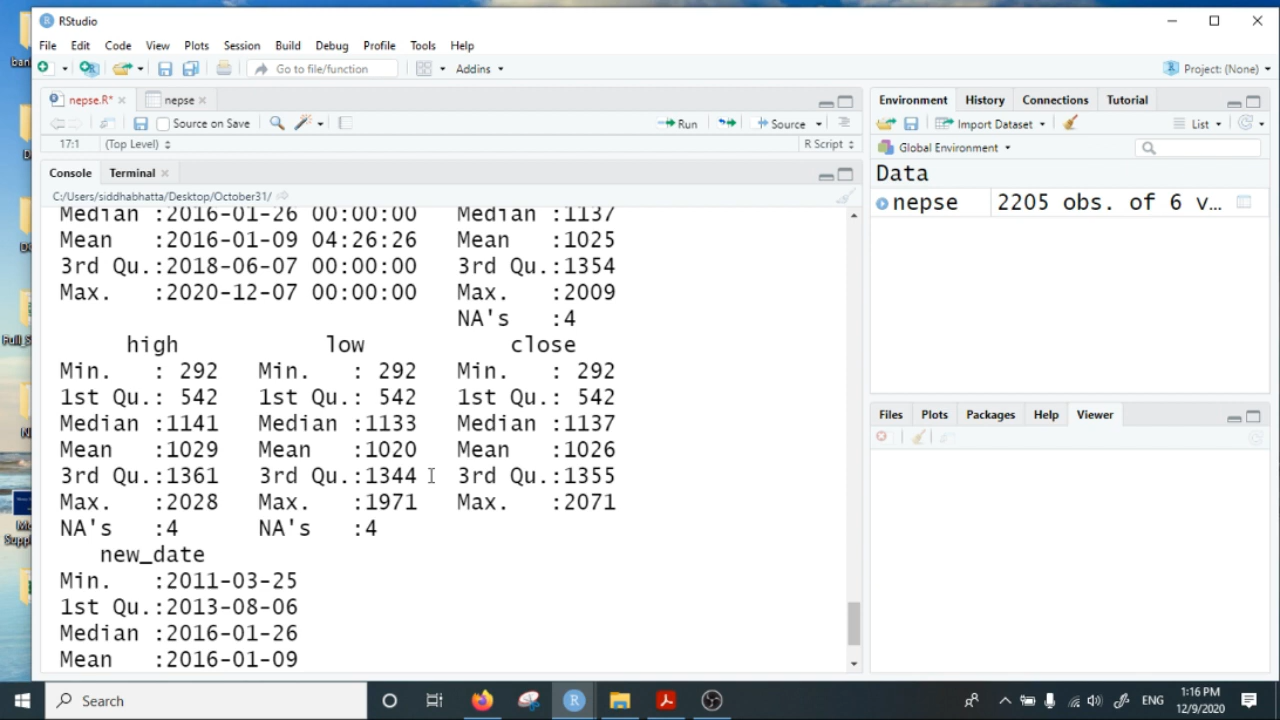 RStudio
File Edit Code View Plots Session Build Debug Profile Tools Help
Go to file/function Addins Project: (None)
nepse.R* nepse
Source on Save Run Source
17:1 (Top Level) R Script
Console Terminal
C:/Users/siddhabhatta/Desktop/October31/
Median :2016-01-26 00:00:00 Median :1137
Mean :2016-01-09 04:26:26 Mean :1025
3rd Qu.:2018-06-07 00:00:00 3rd Qu.:1354
Max. :2020-12-07 00:00:00 Max. :2009
NA's :4
high low close
Min. : 292 Min. : 292 Min. : 292
1st Qu.: 542 1st Qu.: 542 1st Qu.: 542
Median :1141 Median :1133 Median :1137
Mean :1029 Mean :1020 Mean :1026
3rd Qu.:1361 3rd Qu.:1344 3rd Qu.:1355
Max. :2028 Max. :1971 Max. :2071
NA's :4 NA's :4
new_date
Min. :2011-03-25
1st Qu.:2013-08-06
Median :2016-01-26
Mean :2016-01-09
Environment History Connections Tutorial
Import Dataset List
Global Environment
Data
nepse 2205 obs. of 6 v…
Files Plots Packages Help Viewer
Search
ENG
1:16 PM
12/9/2020